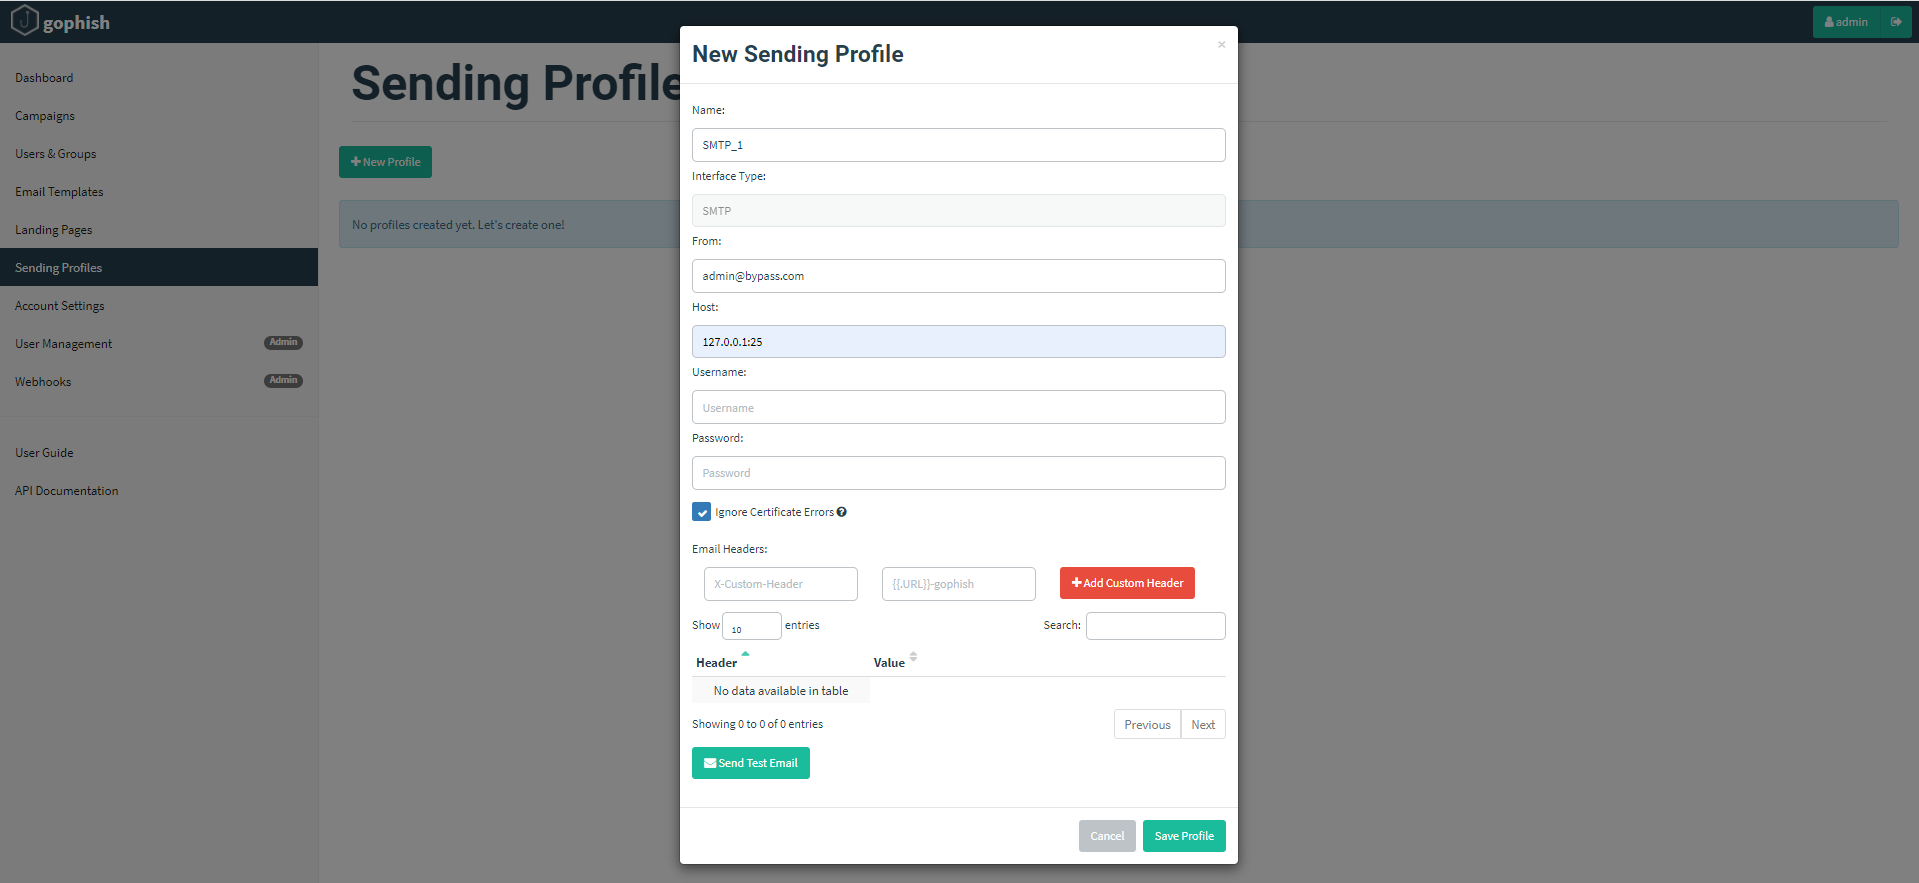 gophish
admin
Dashboard
Campaigns
Users & Groups
Email Templates
Landing Pages
Sending Profiles
Account Settings
User Management Admin
Webhooks Admin
User Guide
API Documentation
Sending Profile
New Profile
No profiles created yet. Let's create one!
New Sending Profile
×
Name:
SMTP_1
Interface Type:
SMTP
From:
admin@bypass.com
Host:
127.0.0.1:25
Username:
Username
Password:
Password
Ignore Certificate Errors
Email Headers:
X-Custom-Header {{.URL}}-gophish Add Custom Header
Show 10 entries Search:
Header Value
No data available in table
Showing 0 to 0 of 0 entries Previous Next
Send Test Email
Cancel Save Profile